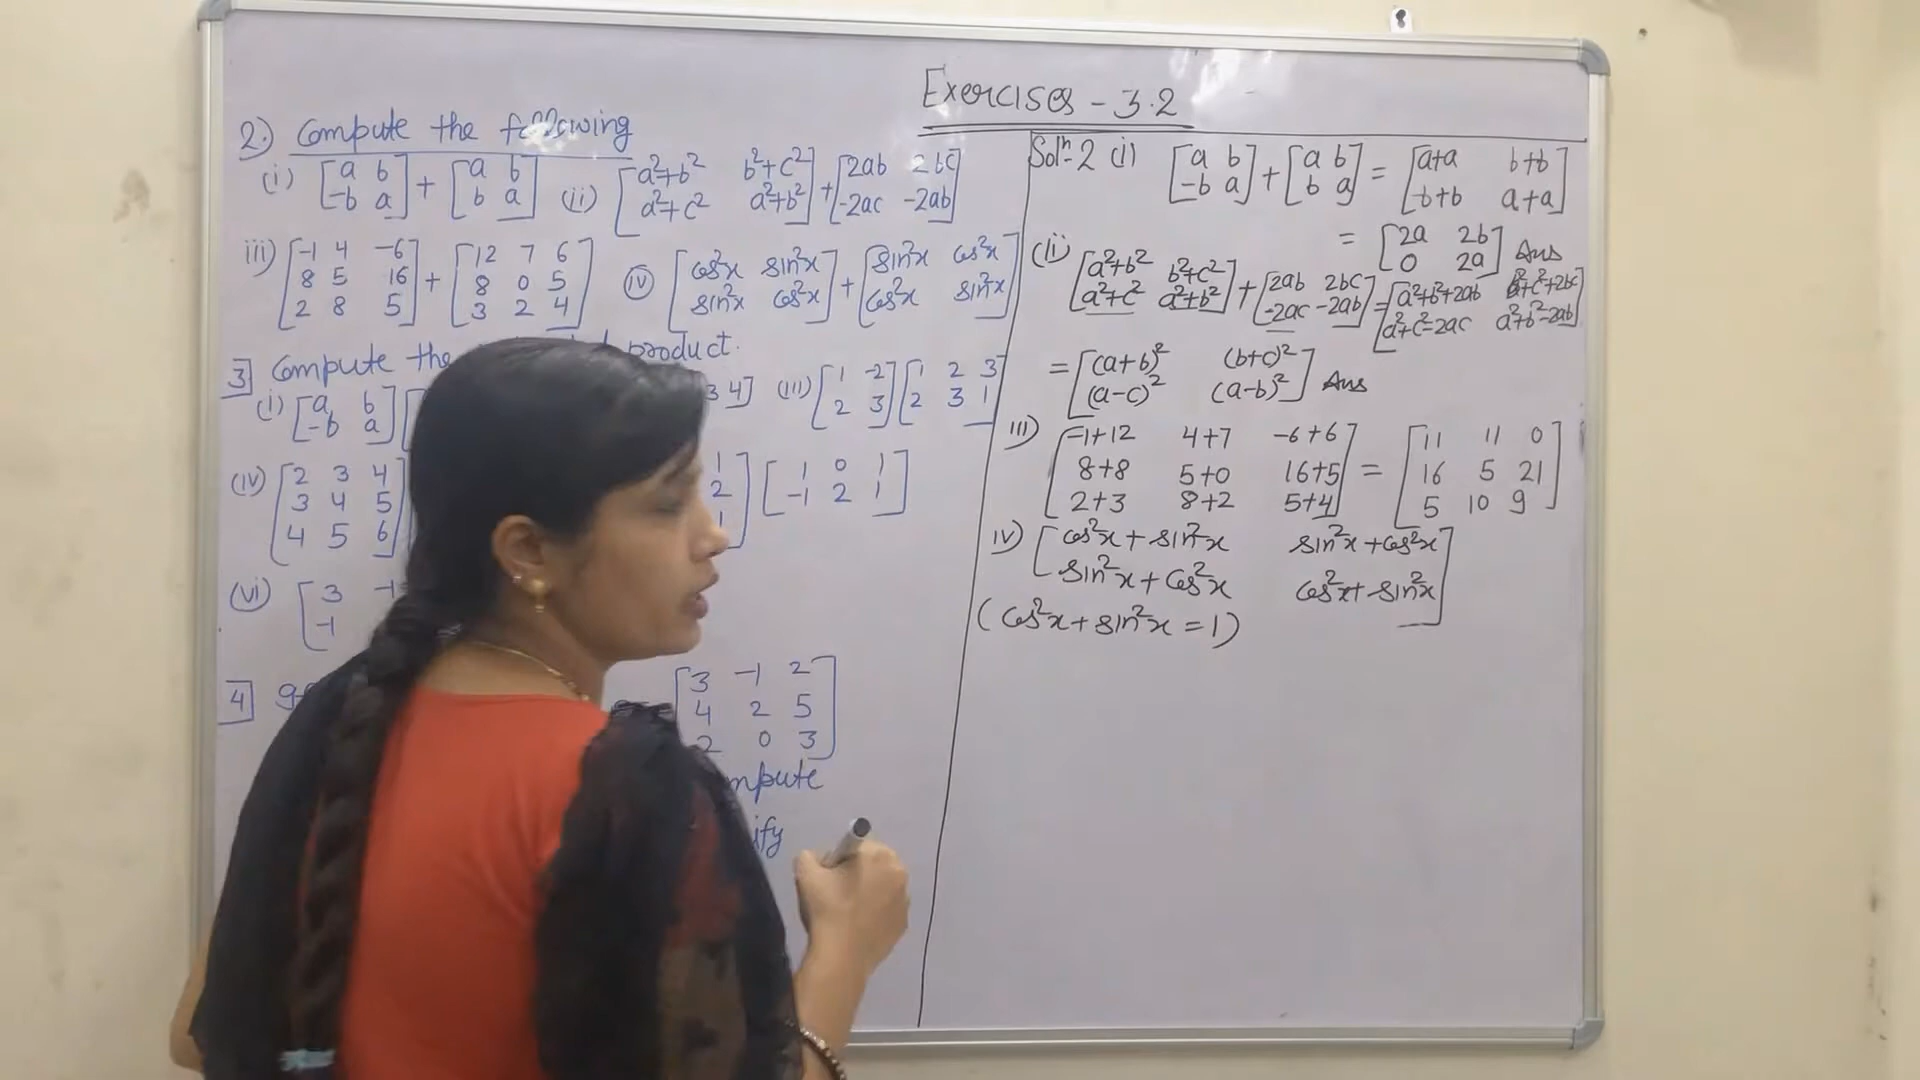 Exercises - 3.2
2.) Compute the following
(i) [a b; -b a] + [a b; b a] (ii) [a²+b² b²+c²; a²+c² a²+b²] + [2ab 2bc; -2ac -2ab]
iii) [-1 4 -6; 8 5 16; 2 8 5] + [12 7 6; 8 0 5; 3 2 4] (iv) [cos²x sin²x; sin²x cos²x] + [sin²x cos²x; cos²x sin²x]
3 Compute the product.
(i) [a b; -b a] [ 3 4] (iii) [1 -2; 2 3] [1 2 3; 2 3 1]
(iv) [2 3 4; 3 4 5; 4 5 6] 1 2 1] [1 0 1; -1 2 1]
(vi) [3 -1 -1
4 = [3 -1 2; 4 2 5; 2 0 3]
mpute
ify
Solⁿ-2 (i) [a b; -b a] + [a b; b a] = [a+a b+b; -b+b a+a]
= [2a 2b; 0 2a] Ans
(ii [a²+b² b²+c²; a²+c² a²+b²] + [2ab 2bc; -2ac -2ab] = [a²+b²+2ab b²+c²+2bc; a²+c²-2ac a²+b²-2ab]
= [(a+b)² (b+c)²; (a-c)² (a-b)²] Ans
iii) [-1+12 4+7 -6+6; 8+8 5+0 16+5; 2+3 8+2 5+4] = [11 11 0; 16 5 21; 5 10 9]
iv) [cos²x+sin²x sin²x+cos²x; sin²x+cos²x cos²x+sin²x]
(cos²x+sin²x=1)